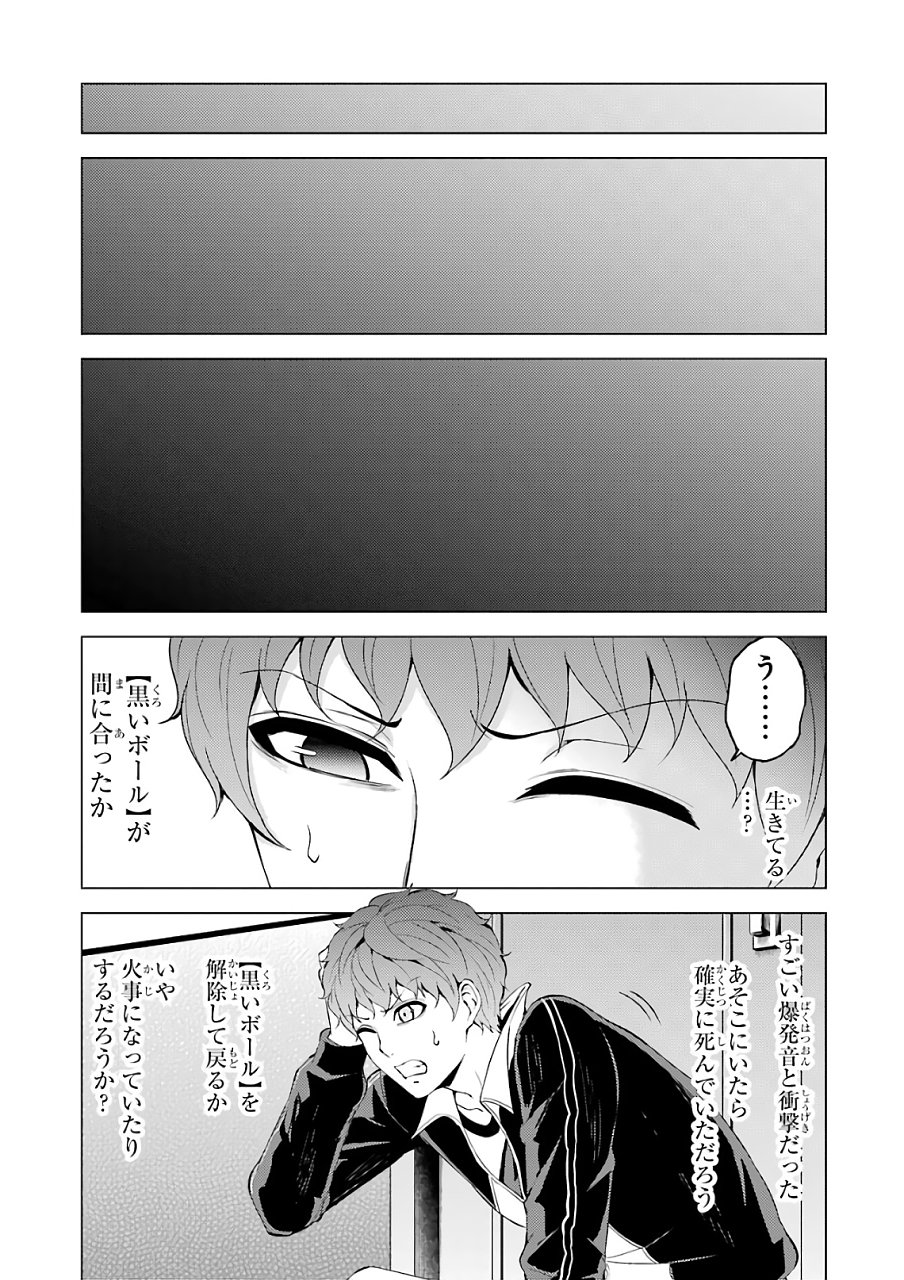 う……
生きてる
…?
【黒いボール】が
間に合ったか
すごい爆発音と衝撃だった
あそこにいたら
確実に死んでいただろう
【黒いボール】を
解除して戻るか
いや
火事になっていたり
するだろうか?